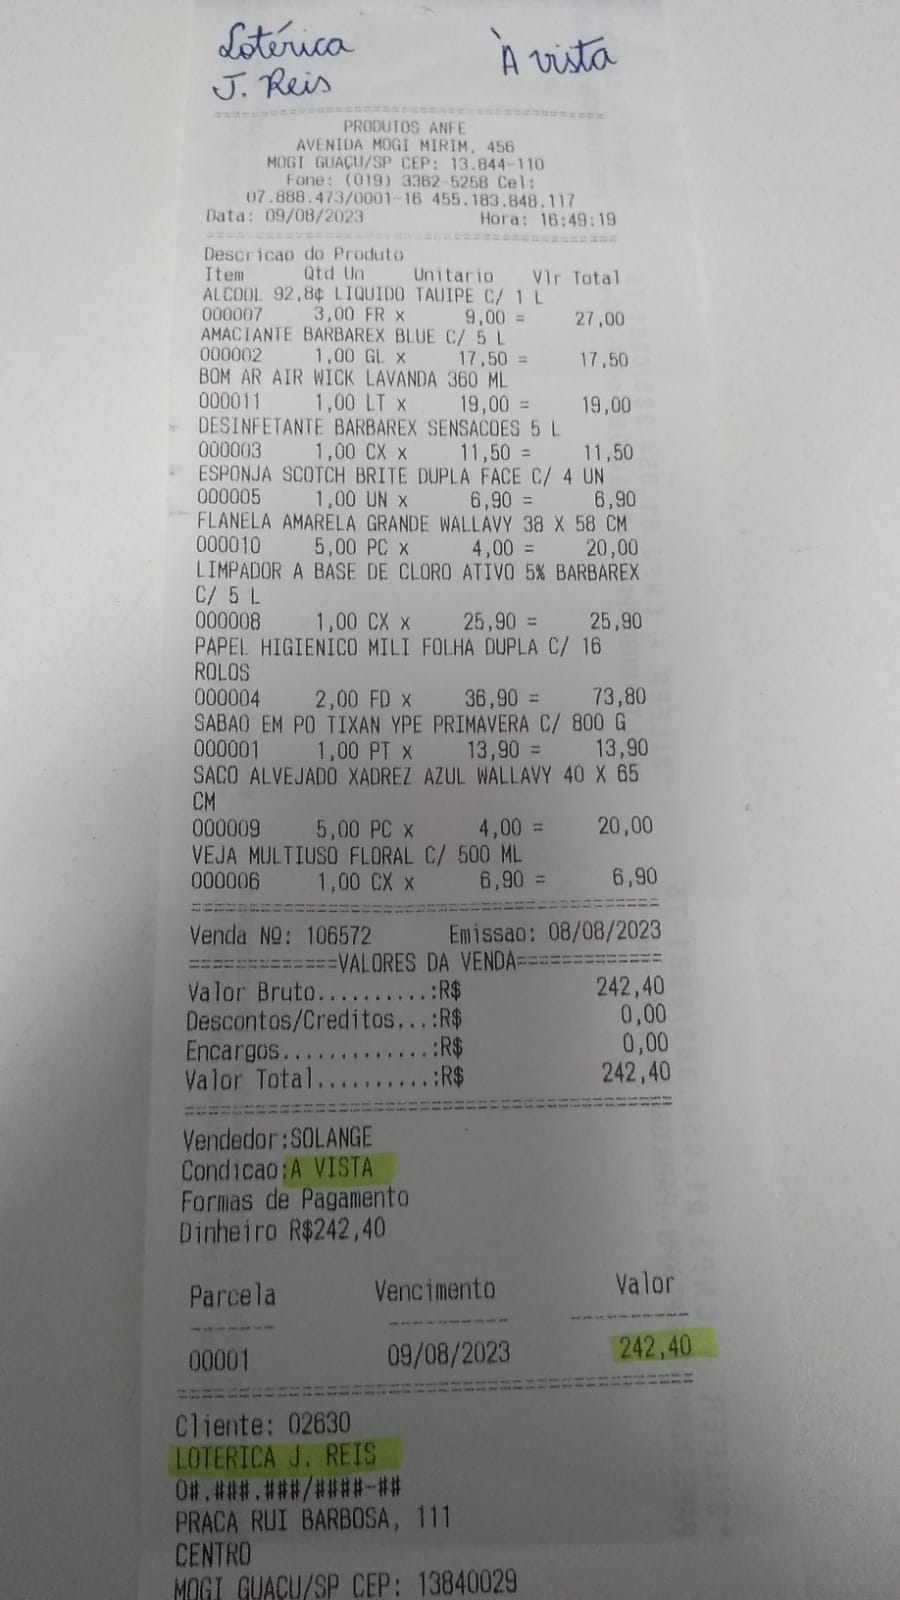 Lotérica À vista
J. Reis
PRODUTOS ANFE
AVENIDA MOGI MIRIM, 456
MOGI GUAÇU/SP CEP: 13.844-110
Fone: (019) 3362-5258 Cel:
07.888.473/0001-16 455.183.848.117
Data: 09/08/2023 Hora: 16:49:19
Descricao do Produto
Item Qtd Un Unitario Vlr Total
ALCOOL 92,8¢ LIQUIDO TAUIPE C/ 1 L
000007 3,00 FR x 9,00 = 27,00
AMACIANTE BARBAREX BLUE C/ 5 L
000002 1,00 GL x 17,50 = 17,50
BOM AR AIR WICK LAVANDA 360 ML
000011 1,00 LT x 19,00 = 19,00
DESINFETANTE BARBAREX SENSACOES 5 L
000003 1,00 CX x 11,50 = 11,50
ESPONJA SCOTCH BRITE DUPLA FACE C/ 4 UN
000005 1,00 UN x 6,90 = 6,90
FLANELA AMARELA GRANDE WALLAVY 38 X 58 CM
000010 5,00 PC x 4,00 = 20,00
LIMPADOR A BASE DE CLORO ATIVO 5% BARBAREX
C/ 5 L
000008 1,00 CX x 25,90 = 25,90
PAPEL HIGIENICO MILI FOLHA DUPLA C/ 16
ROLOS
000004 2,00 FD x 36,90 = 73,80
SABAO EM PO TIXAN YPE PRIMAVERA C/ 800 G
000001 1,00 PT x 13,90 = 13,90
SACO ALVEJADO XADREZ AZUL WALLAVY 40 X 65
CM
000009 5,00 PC x 4,00 = 20,00
VEJA MULTIUSO FLORAL C/ 500 ML
000006 1,00 CX x 6,90 = 6,90
Venda Nº: 106572 Emissao: 08/08/2023
=============VALORES DA VENDA=============
Valor Bruto..........:R$ 242,40
Descontos/Creditos...:R$ 0,00
Encargos.............:R$ 0,00
Valor Total..........:R$ 242,40
Vendedor:SOLANGE
Condicao:A VISTA
Formas de Pagamento
Dinheiro R$242,40
Parcela Vencimento Valor
00001 09/08/2023 242,40
Cliente: 02630
LOTERICA J. REIS
0#.###.###/####-##
PRACA RUI BARBOSA, 111
CENTRO
MOGI GUACU/SP CEP: 13840029